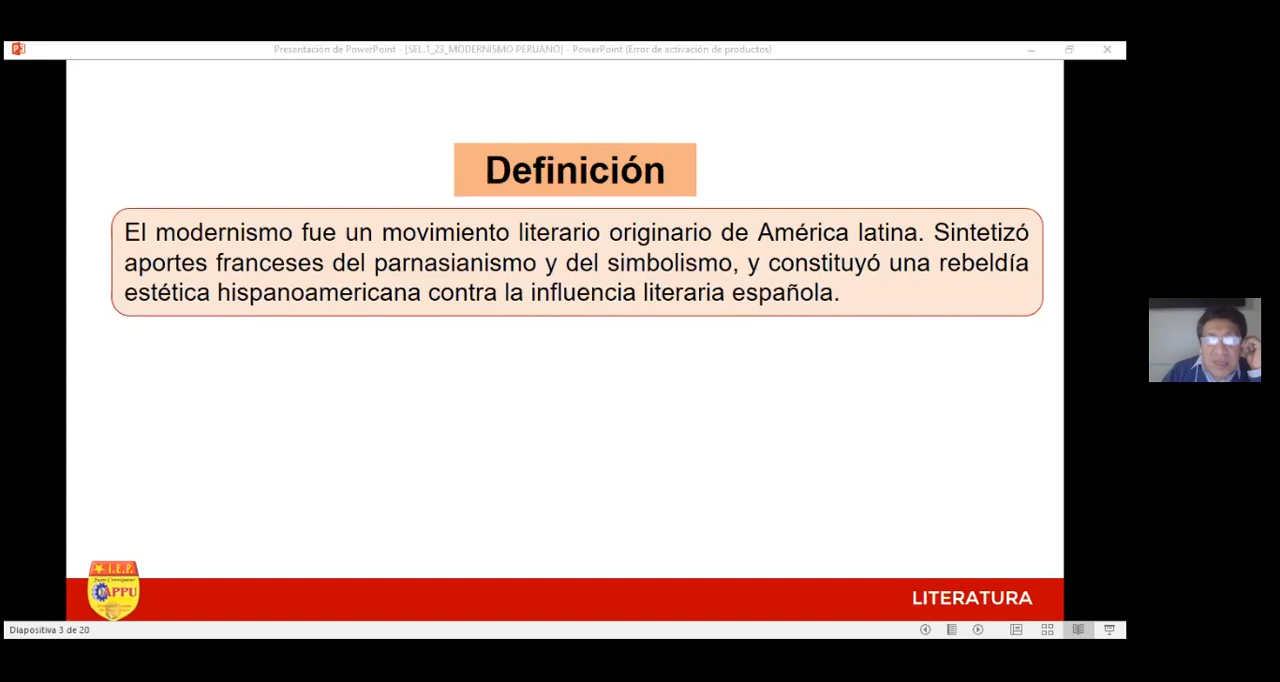 Presentación de PowerPoint - [SEL.1_23_MODERNISMO PERUANO] - PowerPoint (Error de activación de productos)
Definición
El modernismo fue un movimiento literario originario de América latina. Sintetizó
aportes franceses del parnasianismo y del simbolismo, y constituyó una rebeldía
estética hispanoamericana contra la influencia literaria española.
I.E.P.
APPU
LITERATURA
Diapositiva 3 de 20